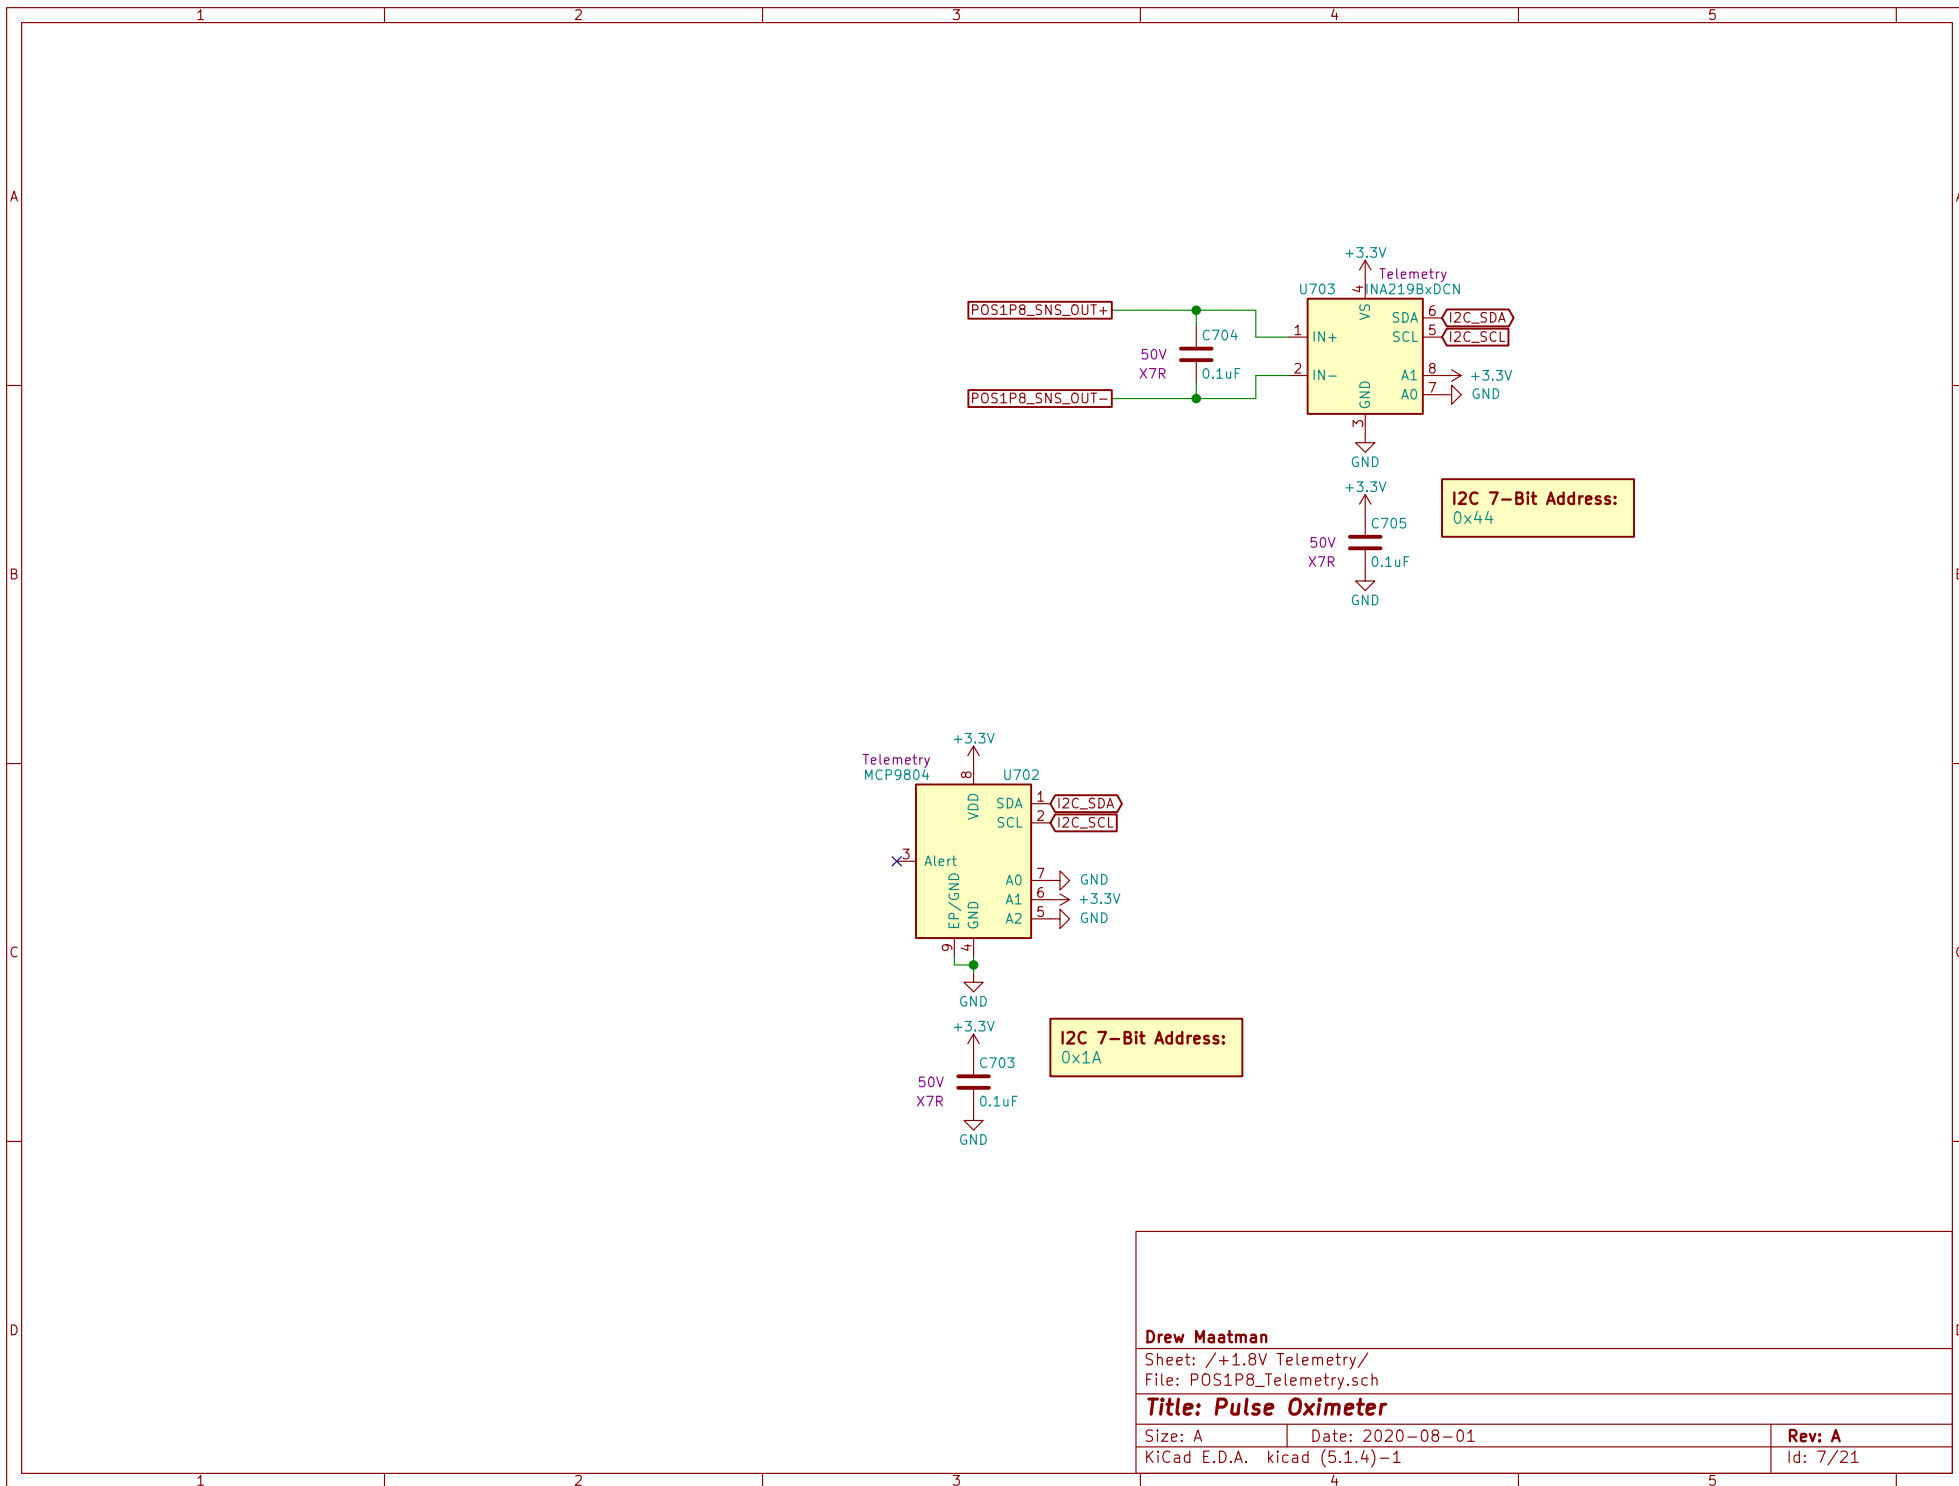 1 2 3 4 5
A
B
C
D
A
+3.3V
Telemetry
U703 INA219BxDCN
4
VS
POS1P8_SNS_OUT+
1 IN+
2 IN-
SDA 6 I2C_SDA
SCL 5 I2C_SCL
A1 8 +3.3V
A0 7 GND
GND
3
GND
C704
50V
X7R
0.1uF
POS1P8_SNS_OUT-
+3.3V
C705
50V
X7R
0.1uF
GND
I2C 7-Bit Address:
0x44
+3.3V
Telemetry
MCP9804
U702
8
VDD
SDA 1 I2C_SDA
SCL 2 I2C_SCL
3 Alert
A0 7 GND
A1 6 +3.3V
A2 5 GND
EP/GND
GND
9
4
GND
+3.3V
C703
50V
X7R
0.1uF
GND
I2C 7-Bit Address:
0x1A
Drew Maatman
Sheet: /+1.8V Telemetry/
File: POS1P8_Telemetry.sch
Title: Pulse Oximeter
Size: A Date: 2020-08-01 Rev: A
KiCad E.D.A. kicad (5.1.4)-1 Id: 7/21
1 2 3 4 5